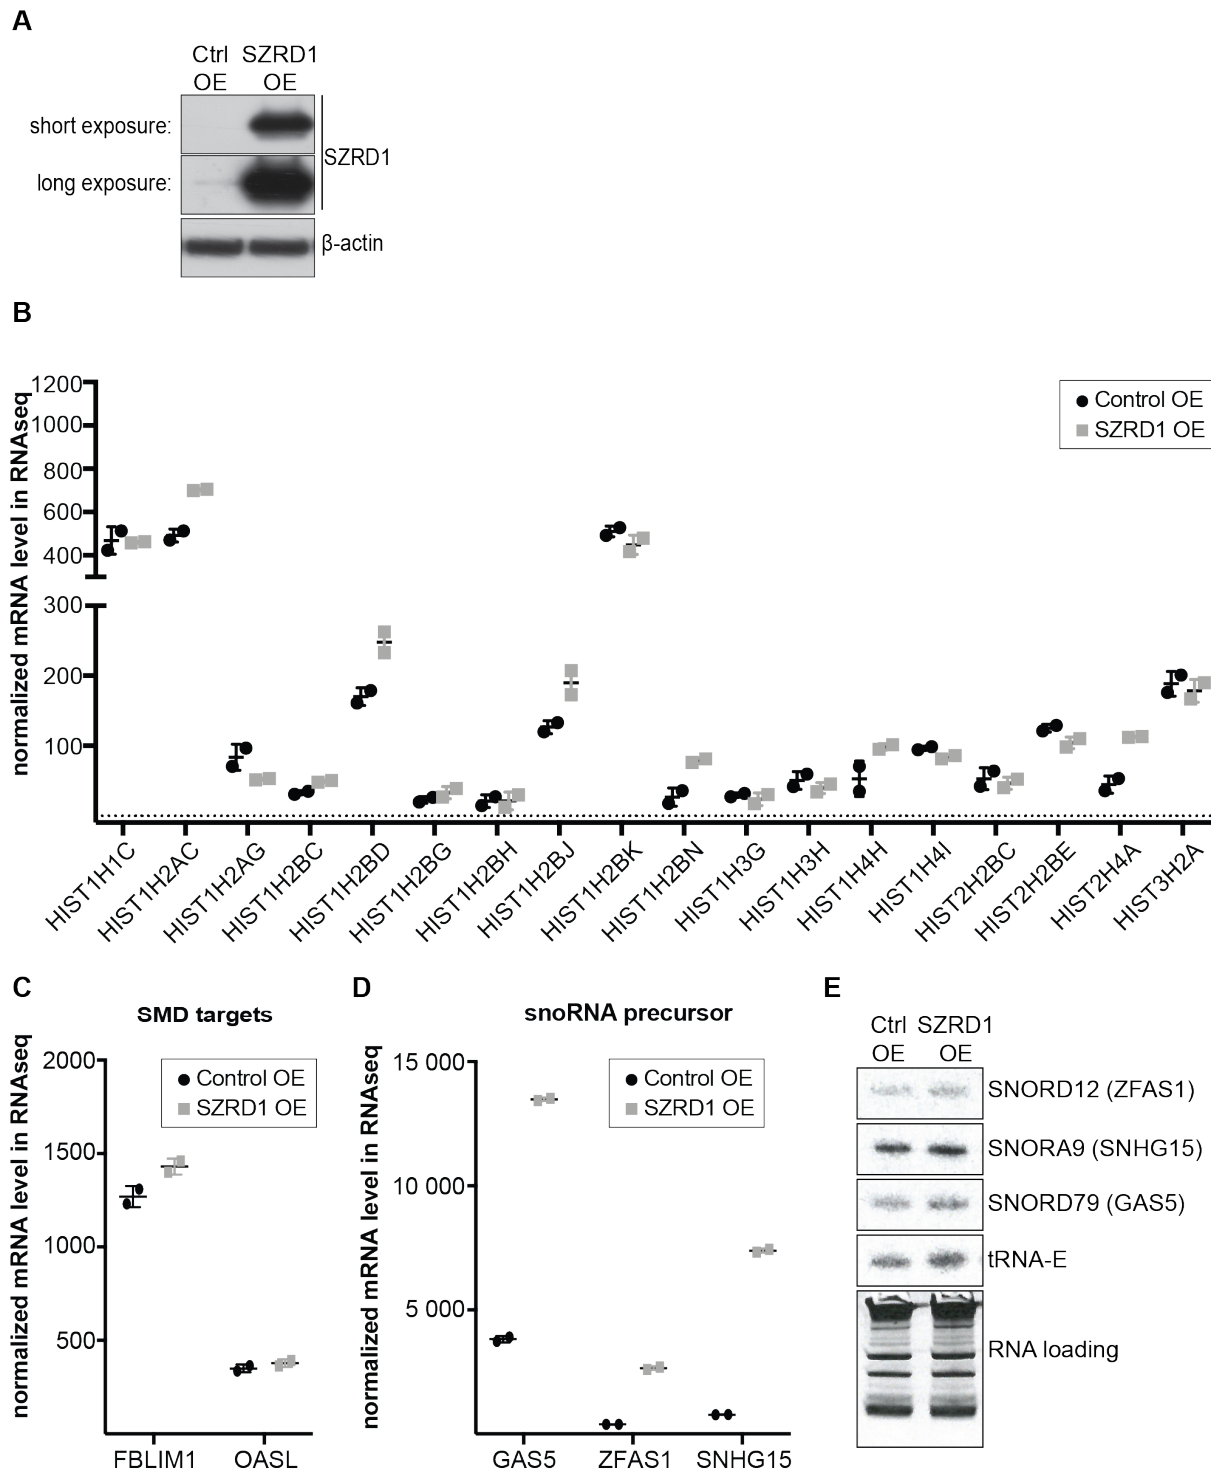 A
Ctrl SZRD1
OE OE
short exposure:
SZRD1
long exposure:
β-actin
B
normalized mRNA level in RNAseq
1200
1000
800
600
400
300
200
100
Control OE
SZRD1 OE
HIST1H1C
HIST1H2AC
HIST1H2AG
HIST1H2BC
HIST1H2BD
HIST1H2BG
HIST1H2BH
HIST1H2BJ
HIST1H2BK
HIST1H2BN
HIST1H3G
HIST1H3H
HIST1H4H
HIST1H4I
HIST2H2BC
HIST2H2BE
HIST2H4A
HIST3H2A
C
SMD targets
normalized mRNA level in RNAseq
2000
1500
1000
500
Control OE
SZRD1 OE
FBLIM1 OASL
D
snoRNA precursor
normalized mRNA level in RNAseq
15 000
10 000
5 000
Control OE
SZRD1 OE
GAS5 ZFAS1 SNHG15
E
Ctrl SZRD1
OE OE
SNORD12 (ZFAS1)
SNORA9 (SNHG15)
SNORD79 (GAS5)
tRNA-E
RNA loading